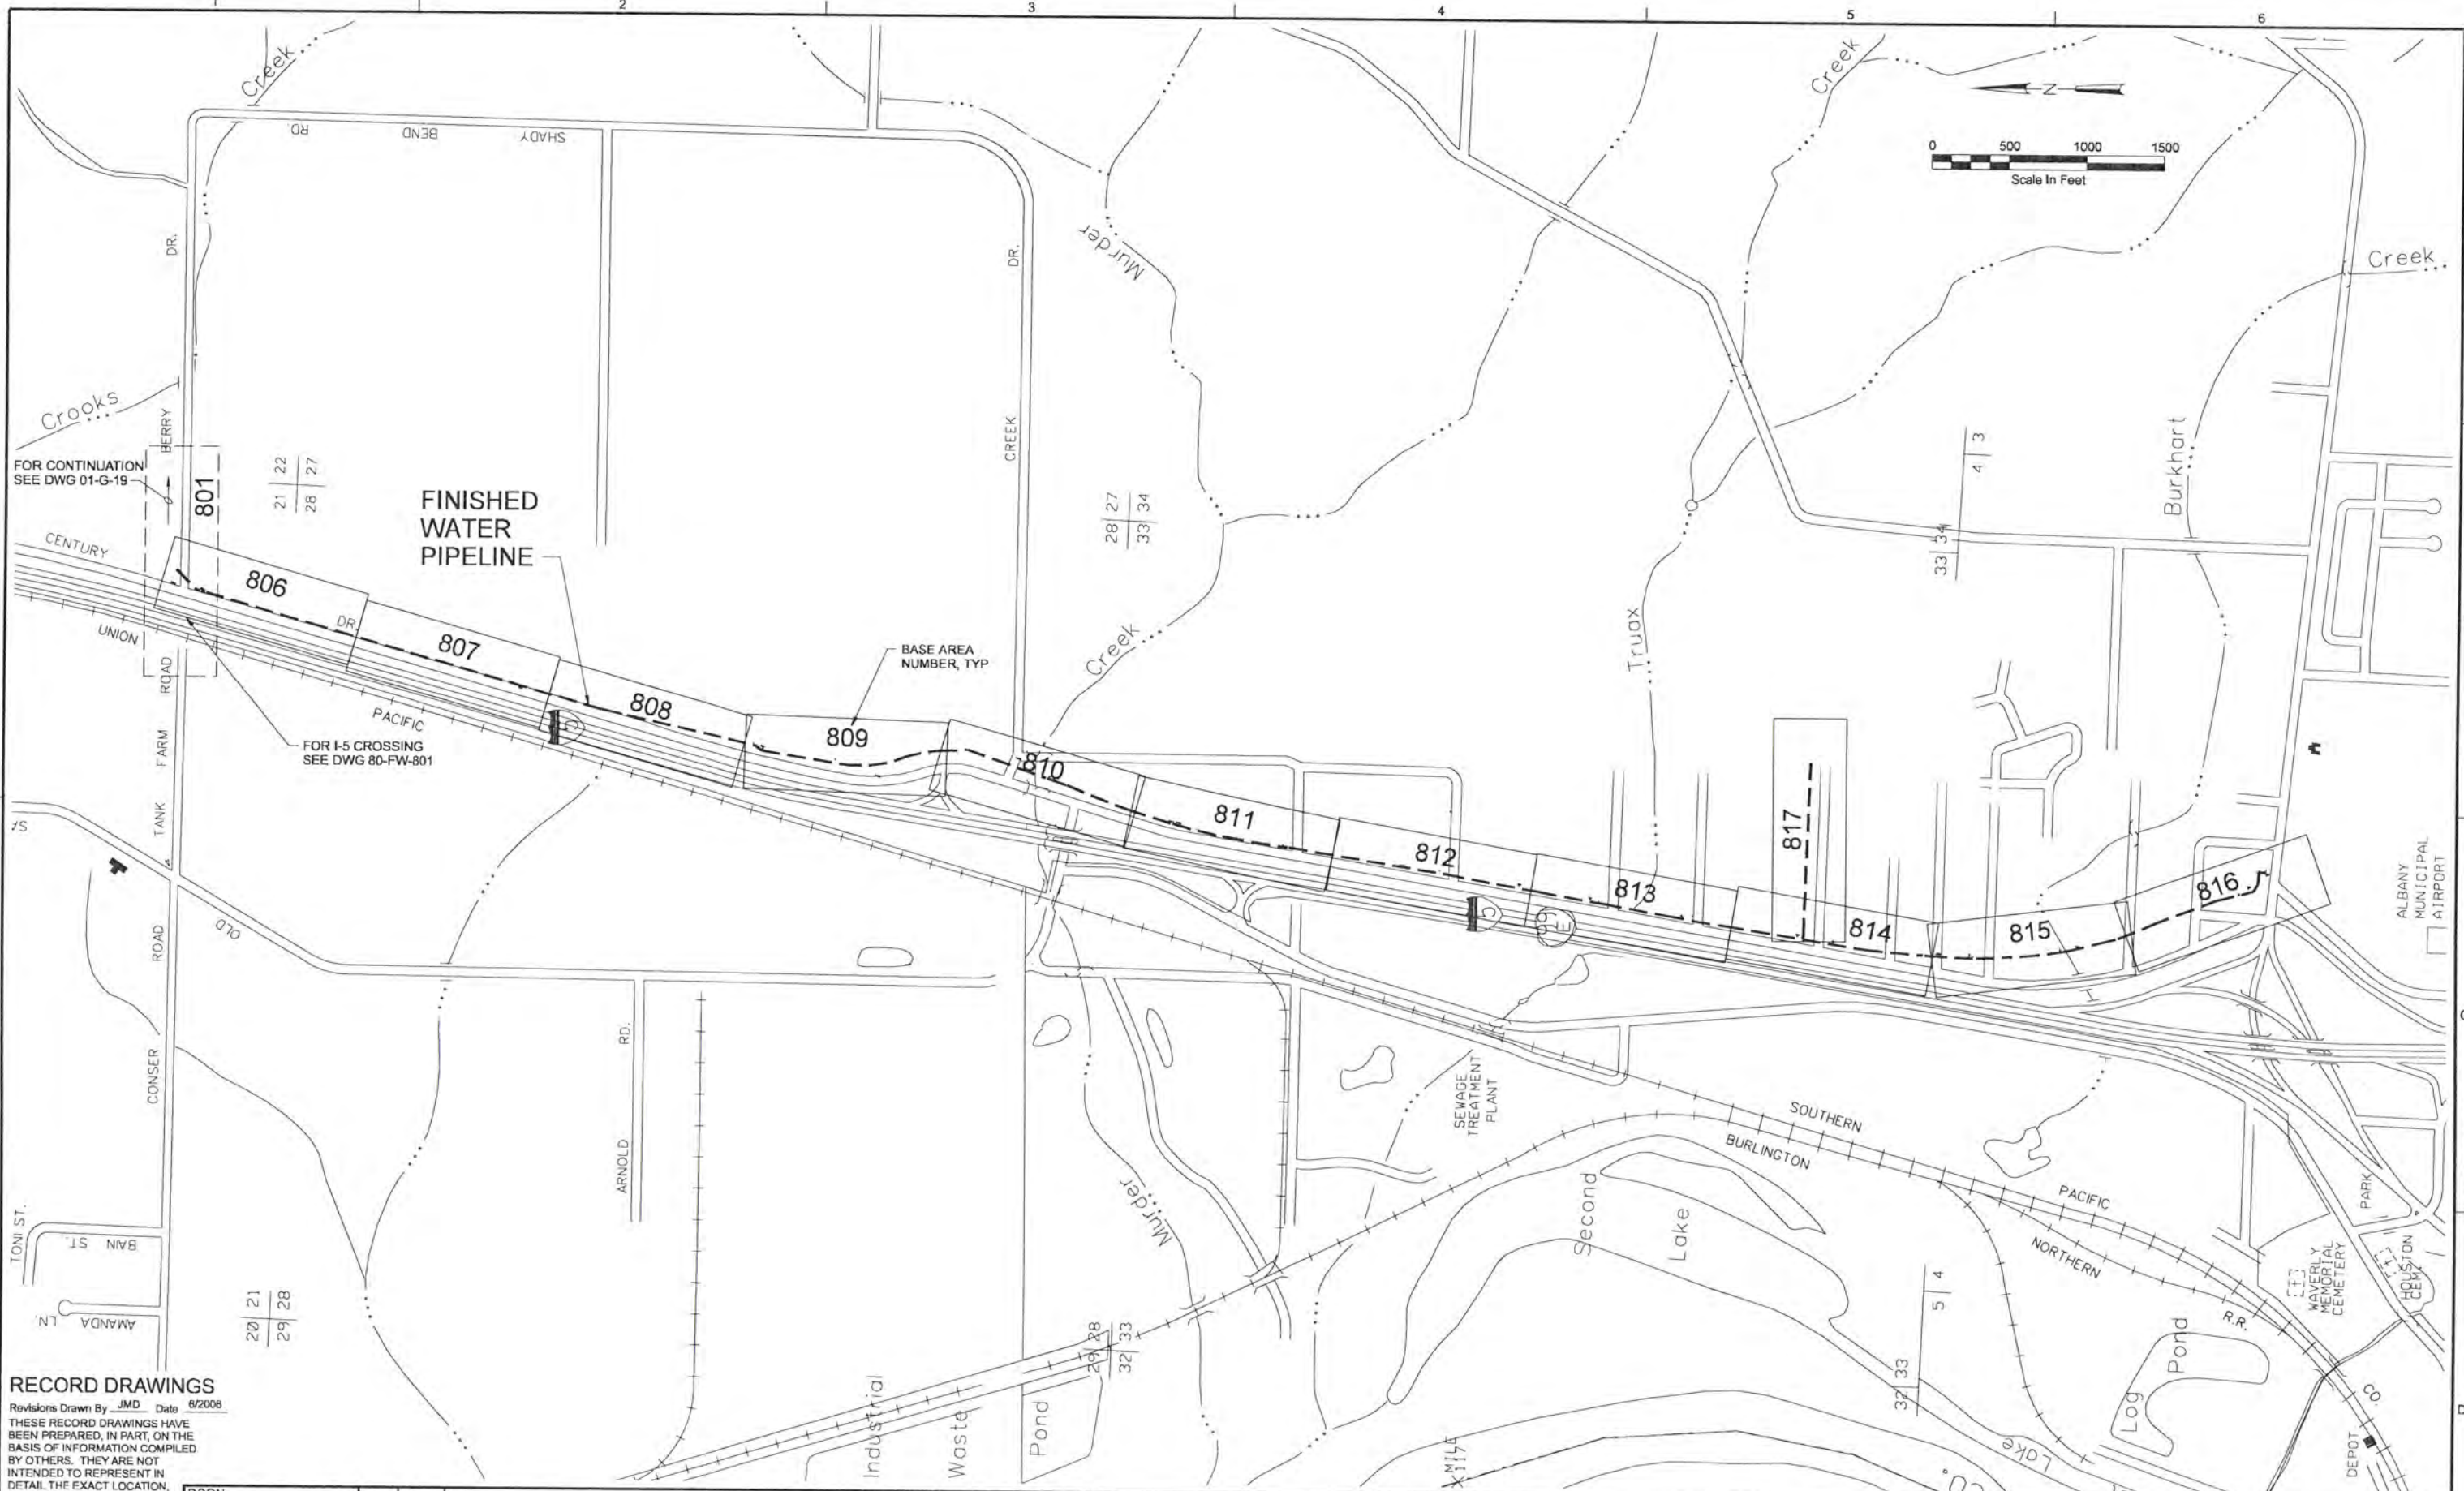 2
3
4
5
6
Creek
SHADY
BEND
RD.
Creek
N
0 500 1000 1500
Scale In Feet
DR.
DR.
Murder
Creek
Crooks
BERRY
FOR CONTINUATION
SEE DWG 01-G-19
801
21 22
28 27
FINISHED
WATER
PIPELINE
CREEK
28 27
33 34
4 3
33 34
Burkhart
CENTURY
806
DR.
807
UNION
ROAD
PACIFIC
808
BASE AREA
NUMBER, TYP
809
Creek
Truax
FOR I-5 CROSSING
SEE DWG 80-FW-801
FARM
TANK
810
811
812
813
817
814
815
816
99
E
ALBANY
MUNICIPAL
AIRPORT
OLD
ROAD
CONSER
RD.
ARNOLD
SEWAGE
TREATMENT
PLANT
SOUTHERN
BURLINGTON
PACIFIC
NORTHERN
R.R.
CO.
PARK
Murder
Second
Lake
TONI ST.
BAIN ST.
AMANDA LN.
20 21
29 28
29 28
32 33
5 4
32 33
WAVERLY
MEMORIAL
CEMETERY
HOUSTON
CEM.
Log
Pond
Lake
DEPOT
Industrial
Waste
Pond
MILE
RECORD DRAWINGS
Revisions Drawn By JMD Date 6/2006
THESE RECORD DRAWINGS HAVE
BEEN PREPARED, IN PART, ON THE
BASIS OF INFORMATION COMPILED
BY OTHERS. THEY ARE NOT
INTENDED TO REPRESENT IN
DETAIL THE EXACT LOCATION,